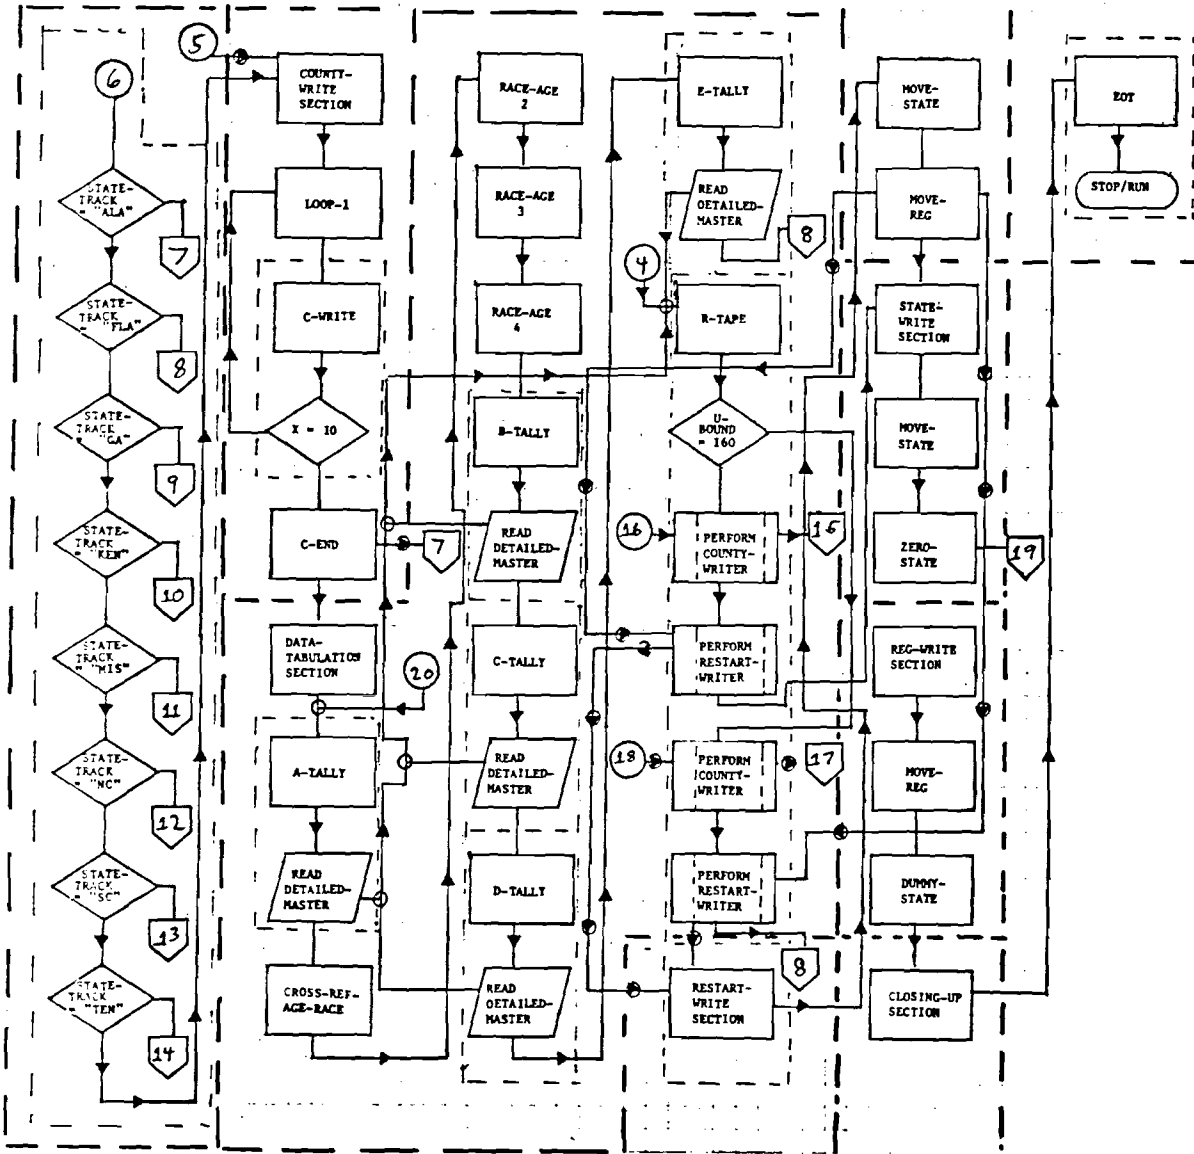 6
STATE-
TRACK
= "ALA"
7
STATE-
TRACK
= "FLA"
8
STATE-
TRACK
= "GA"
9
STATE-
TRACK
= "KEN"
10
STATE-
TRACK
= "MIS"
11
STATE-
TRACK
= "NC"
12
STATE-
TRACK
= "SC"
13
STATE-
TRACK
= "TEN"
14
5
COUNTY-
WRITE
SECTION
LOOP-1
C-WRITE
X = 10
C-END
7
DATA-
TABULATION
SECTION
20
A-TALLY
READ
DETAILED-
MASTER
CROSS-REF
AGE-RACE
RACE-AGE
2
RACE-AGE
3
RACE-AGE
4
B-TALLY
READ
DETAILED-
MASTER
C-TALLY
READ
DETAILED-
MASTER
D-TALLY
READ
DETAILED-
MASTER
E-TALLY
READ
DETAILED-
MASTER
8
4
R-TAPE
U-
BOUND
= 160
16
PERFORM
COUNTY-
WRITER
15
PERFORM
RESTART-
WRITER
18
PERFORM
COUNTY-
WRITER
17
PERFORM
RESTART-
WRITER
8
RESTART-
WRITE
SECTION
MOVE-
STATE
MOVE-
REG
STATE-
WRITE
SECTION
MOVE-
STATE
ZERO-
STATE
19
REG-WRITE
SECTION
MOVE-
REG
DUMMY-
STATE
CLOSING-UP
SECTION
EOT
STOP/RUN